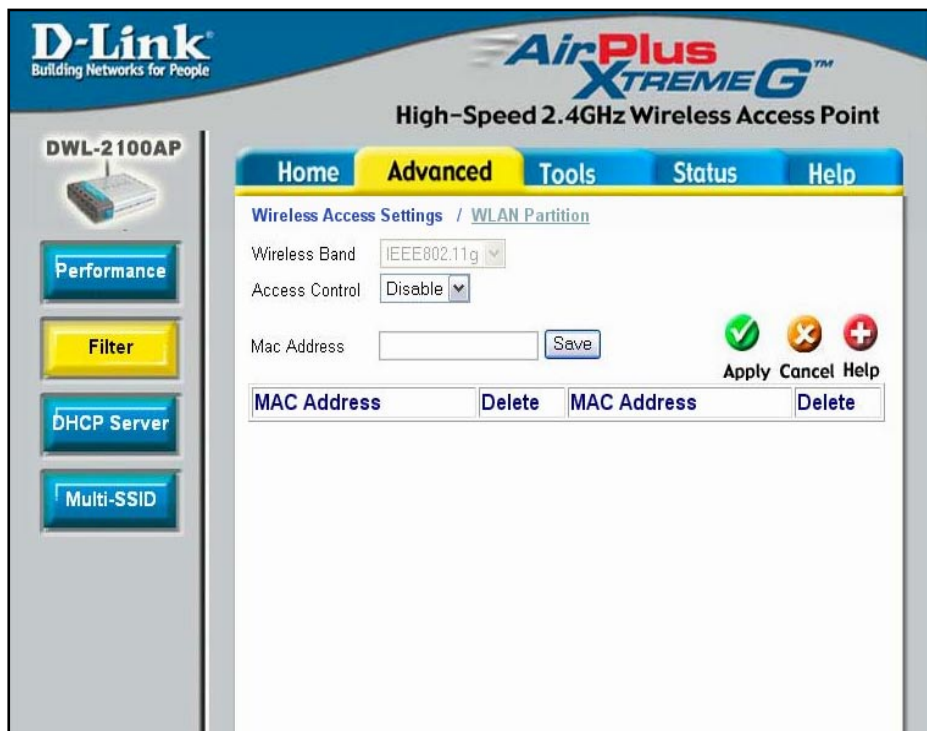 D-Link
Building Networks for People
AirPlus
XTREME G™
High-Speed 2.4GHz Wireless Access Point
DWL-2100AP
Home Advanced Tools Status Help
Performance
Filter
DHCP Server
Multi-SSID
Wireless Access Settings / WLAN Partition
Wireless Band IEEE802.11g
Access Control Disable
Mac Address Save
Apply Cancel Help
MAC Address Delete MAC Address Delete